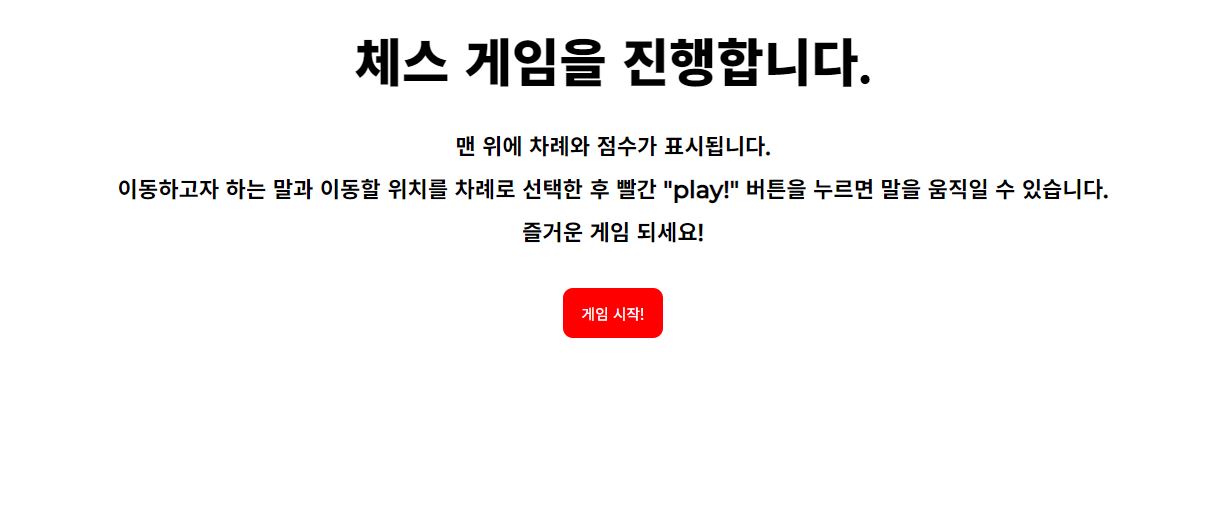 체스 게임을 진행합니다.
맨 위에 차례와 점수가 표시됩니다.
이동하고자 하는 말과 이동할 위치를 차례로 선택한 후 빨간 "play!" 버튼을 누르면 말을 움직일 수 있습니다.
즐거운 게임 되세요!
게임 시작!